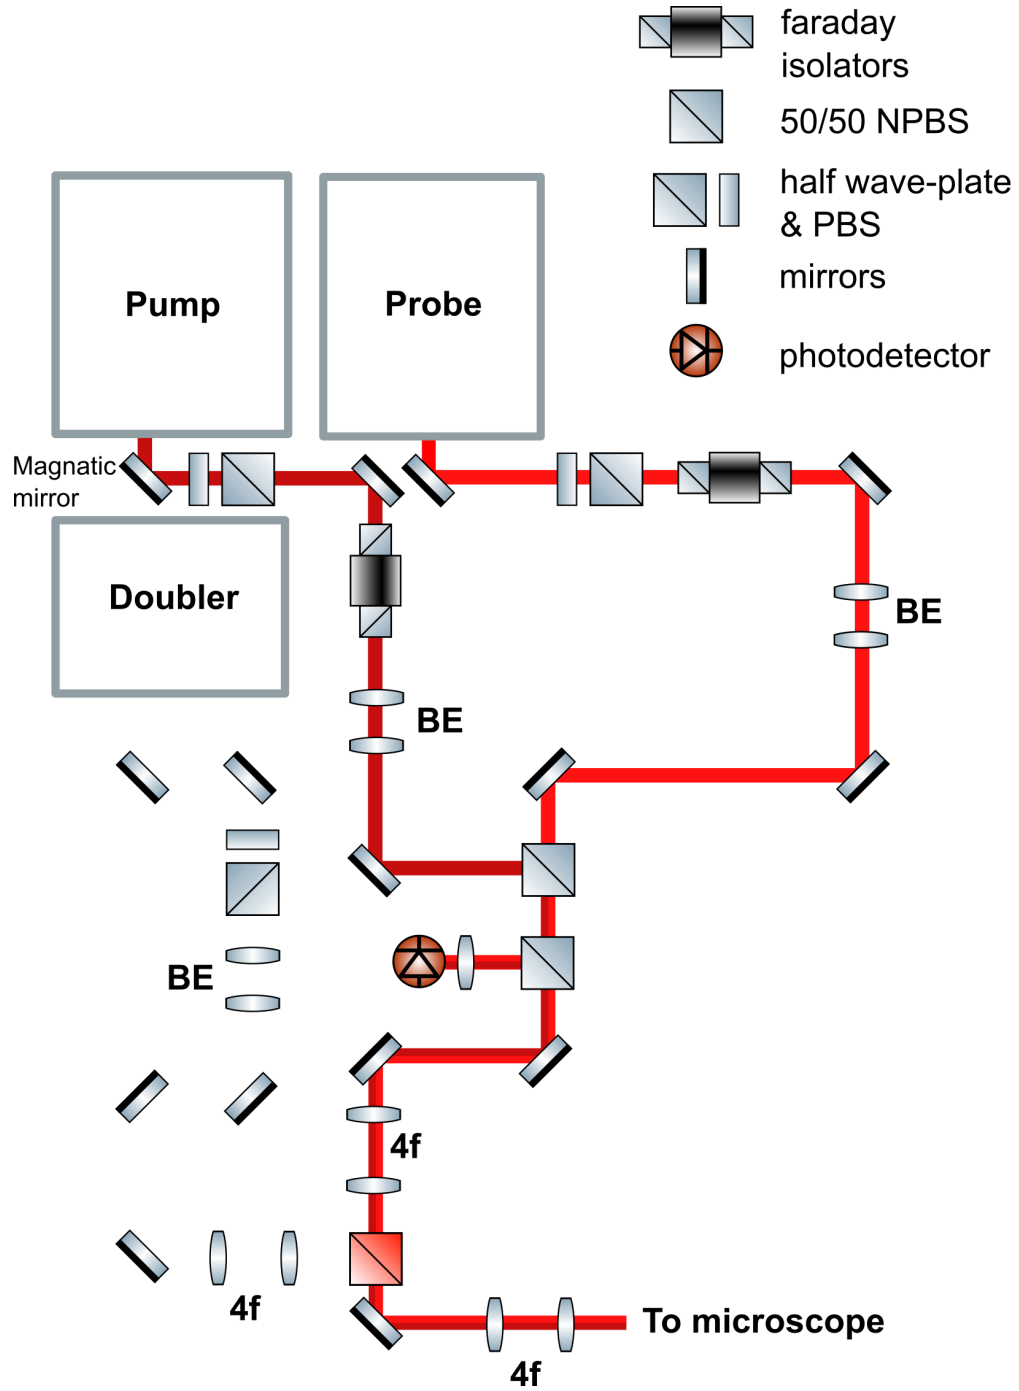 faraday
isolators
50/50 NPBS
half wave-plate
& PBS
mirrors
photodetector
Pump
Probe
Magnatic
mirror
Doubler
BE
BE
BE
4f
4f
To microscope
4f